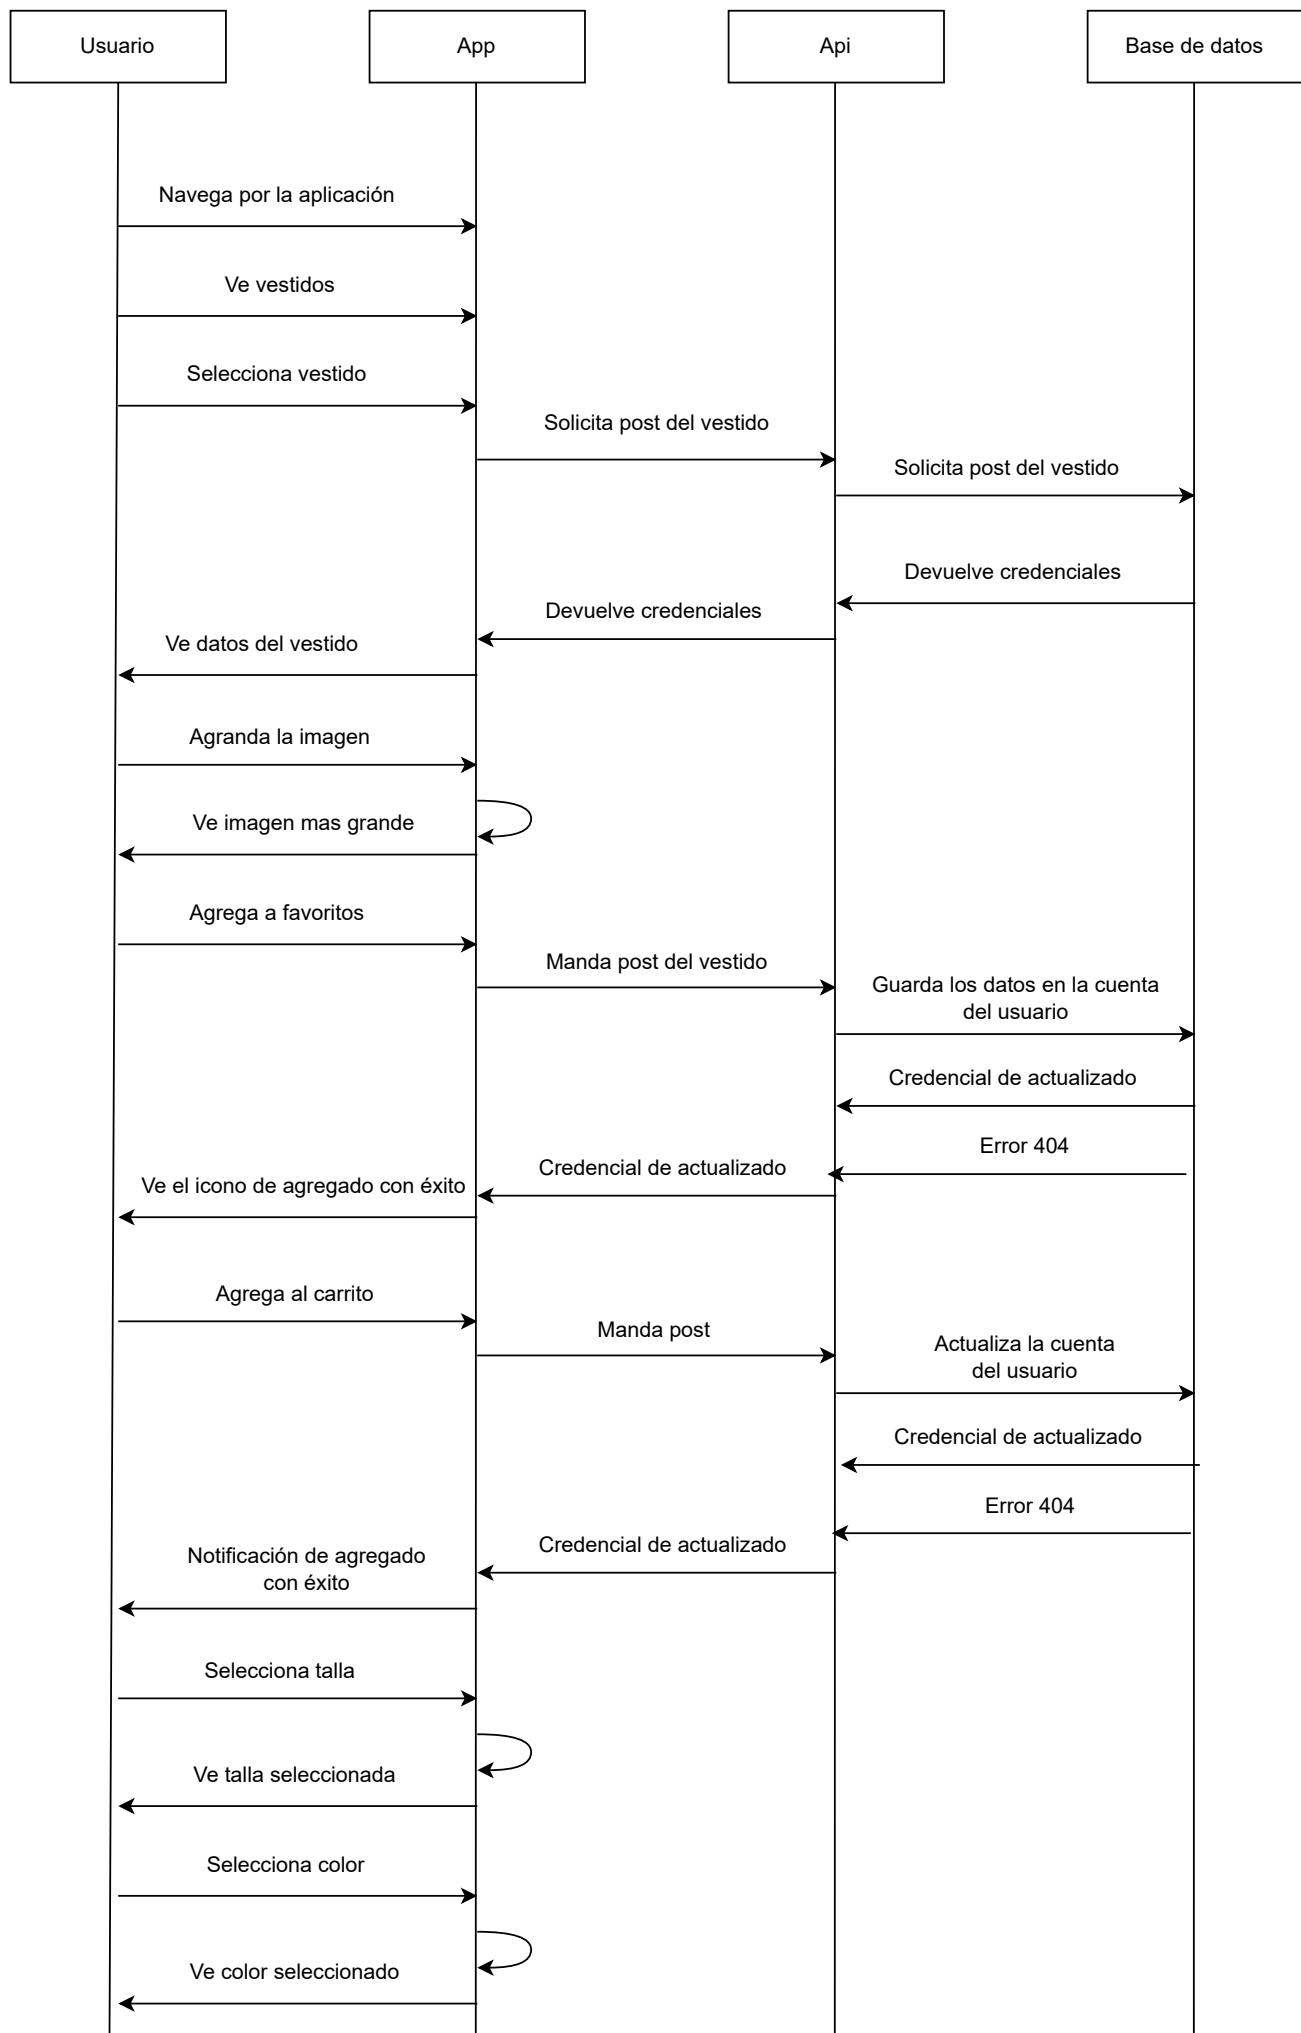 Usuario
App
Api
Base de datos
Navega por la aplicación
Ve vestidos
Selecciona vestido
Solicita post del vestido
Solicita post del vestido
Devuelve credenciales
Devuelve credenciales
Ve datos del vestido
Agranda la imagen
Ve imagen mas grande
Agrega a favoritos
Manda post del vestido
Guarda los datos en la cuenta
del usuario
Credencial de actualizado
Error 404
Credencial de actualizado
Ve el icono de agregado con éxito
Agrega al carrito
Manda post
Actualiza la cuenta
del usuario
Credencial de actualizado
Error 404
Credencial de actualizado
Notificación de agregado
con éxito
Selecciona talla
Ve talla seleccionada
Selecciona color
Ve color seleccionado